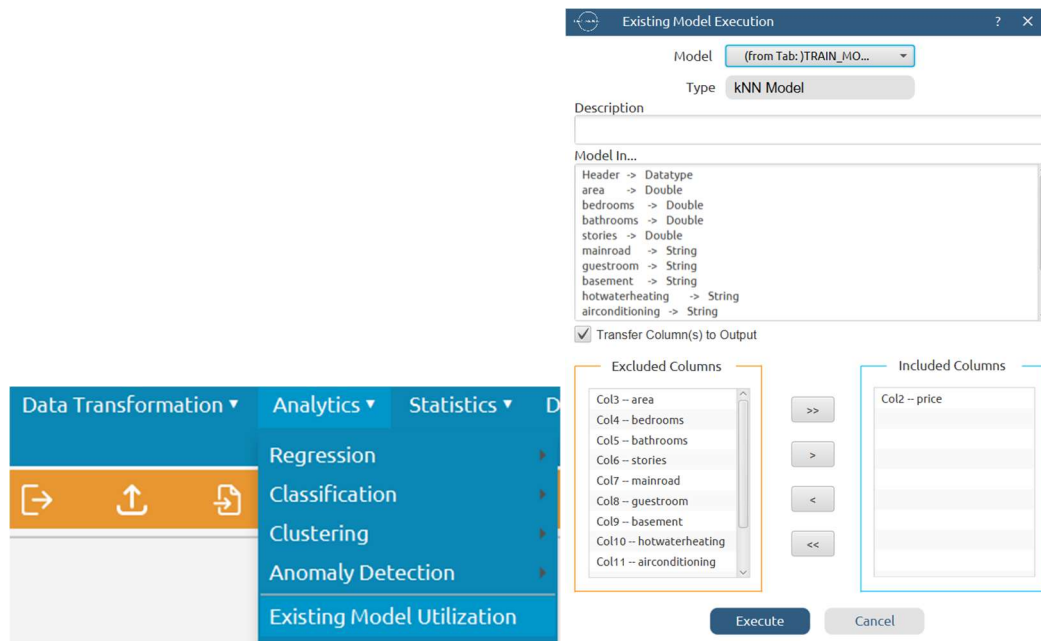 Data Transformation ▾ Analytics ▾ Statistics ▾ D
Regression
Classification
Clustering
Anomaly Detection
Existing Model Utilization
Existing Model Execution ? ×
Model (from Tab: )TRAIN_MO...
Type kNN Model
Description
Model In...
Header -> Datatype
area -> Double
bedrooms -> Double
bathrooms -> Double
stories -> Double
mainroad -> String
guestroom -> String
basement -> String
hotwaterheating -> String
airconditioning -> String
Transfer Column(s) to Output
Excluded Columns
Col3 -- area
Col4 -- bedrooms
Col5 -- bathrooms
Col6 -- stories
Col7 -- mainroad
Col8 -- guestroom
Col9 -- basement
Col10 -- hotwaterheating
Col11 -- airconditioning
>>
>
<
<<
Included Columns
Col2 -- price
Execute Cancel